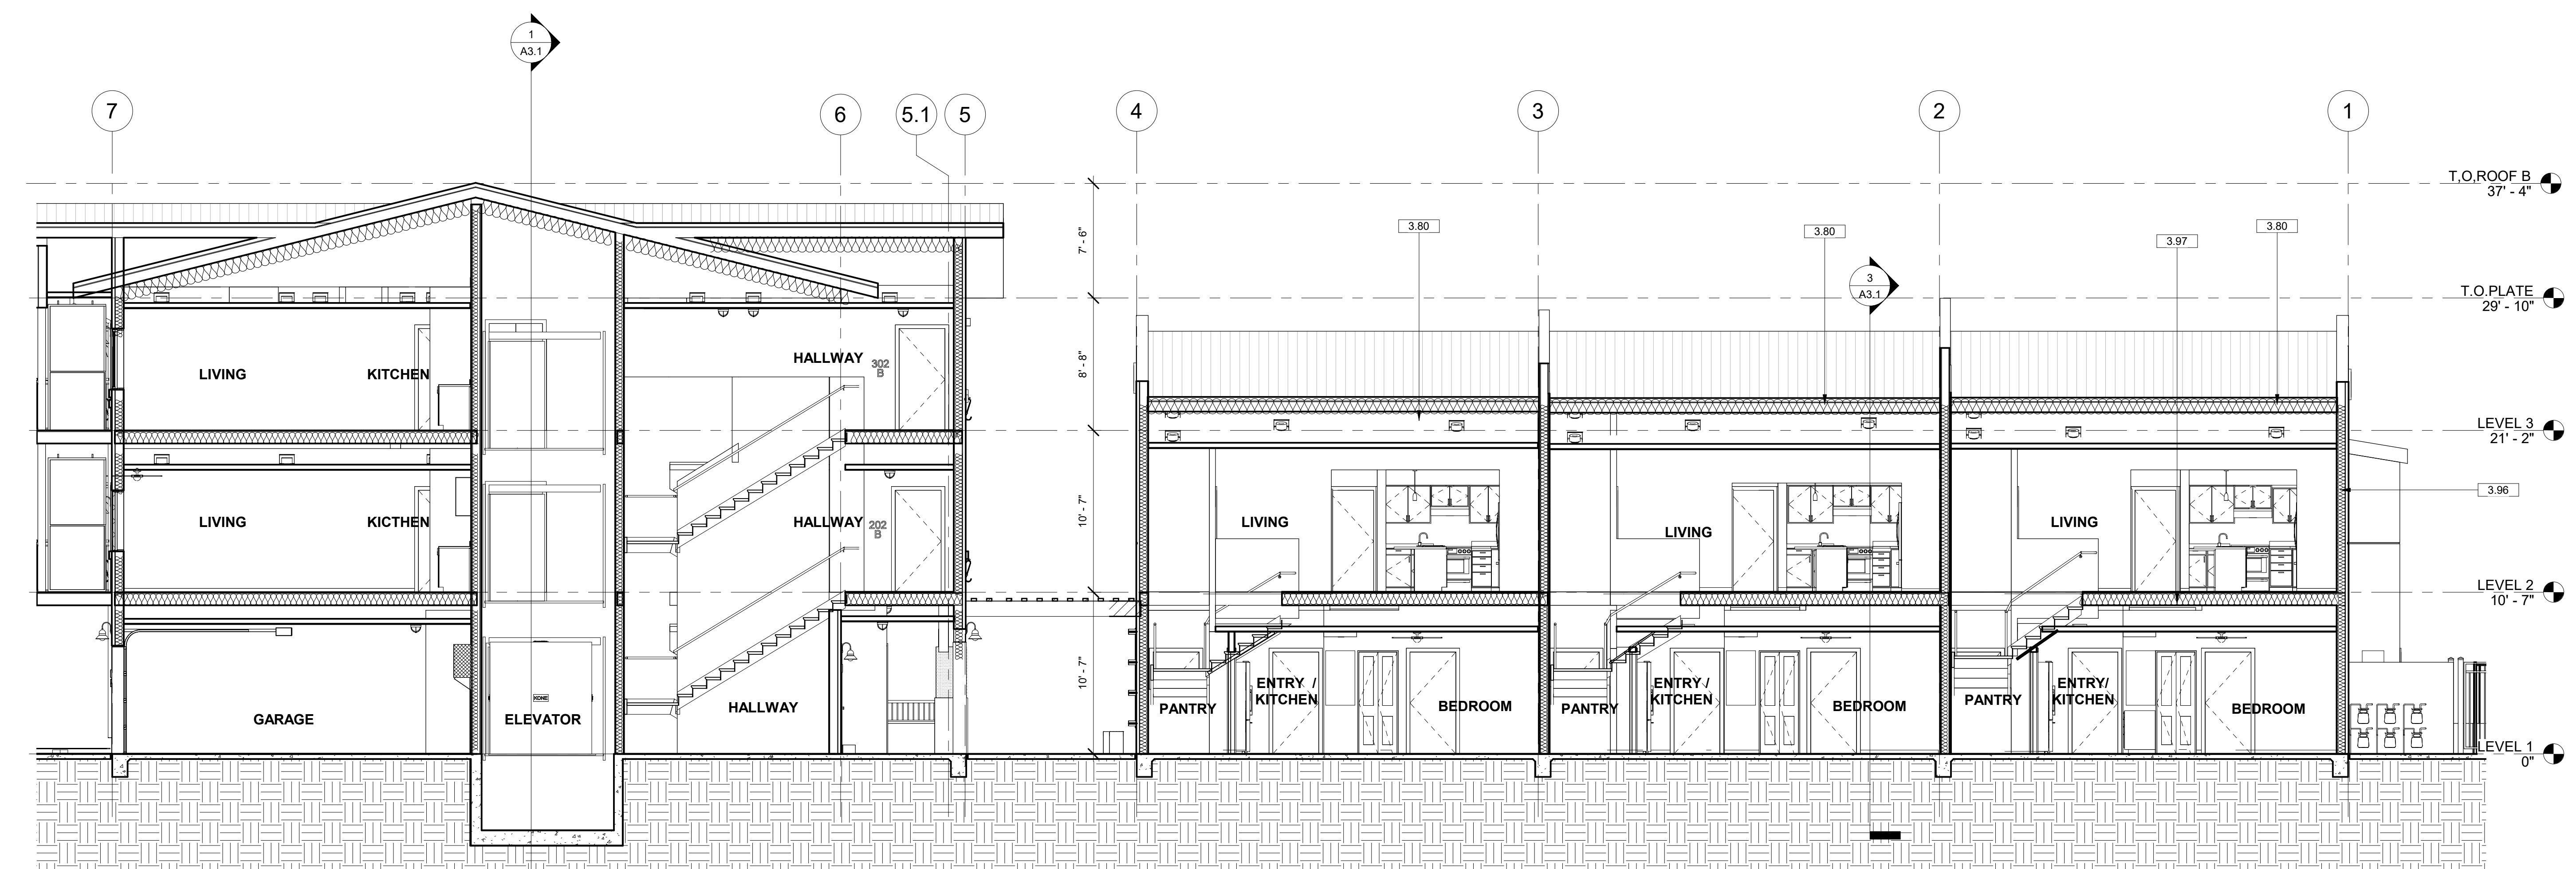 1
A3.1
7
6
5.1
5
4
3
2
1
T,O,ROOF B
37' - 4"
7' - 6"
3.80
3.80
3.97
3.80
3
A3.1
T.O.PLATE
29' - 10"
8' - 8"
LIVING
KITCHEN
HALLWAY
302
B
LEVEL 3
21' - 2"
10' - 7"
3.96
LIVING
KICTHEN
HALLWAY
202
B
LIVING
LIVING
LIVING
LEVEL 2
10' - 7"
10' - 7"
GARAGE
KONE
ELEVATOR
HALLWAY
PANTRY
ENTRY /
KITCHEN
BEDROOM
PANTRY
ENTRY /
KITCHEN
BEDROOM
PANTRY
ENTRY/
KITCHEN
BEDROOM
LEVEL 1
0"